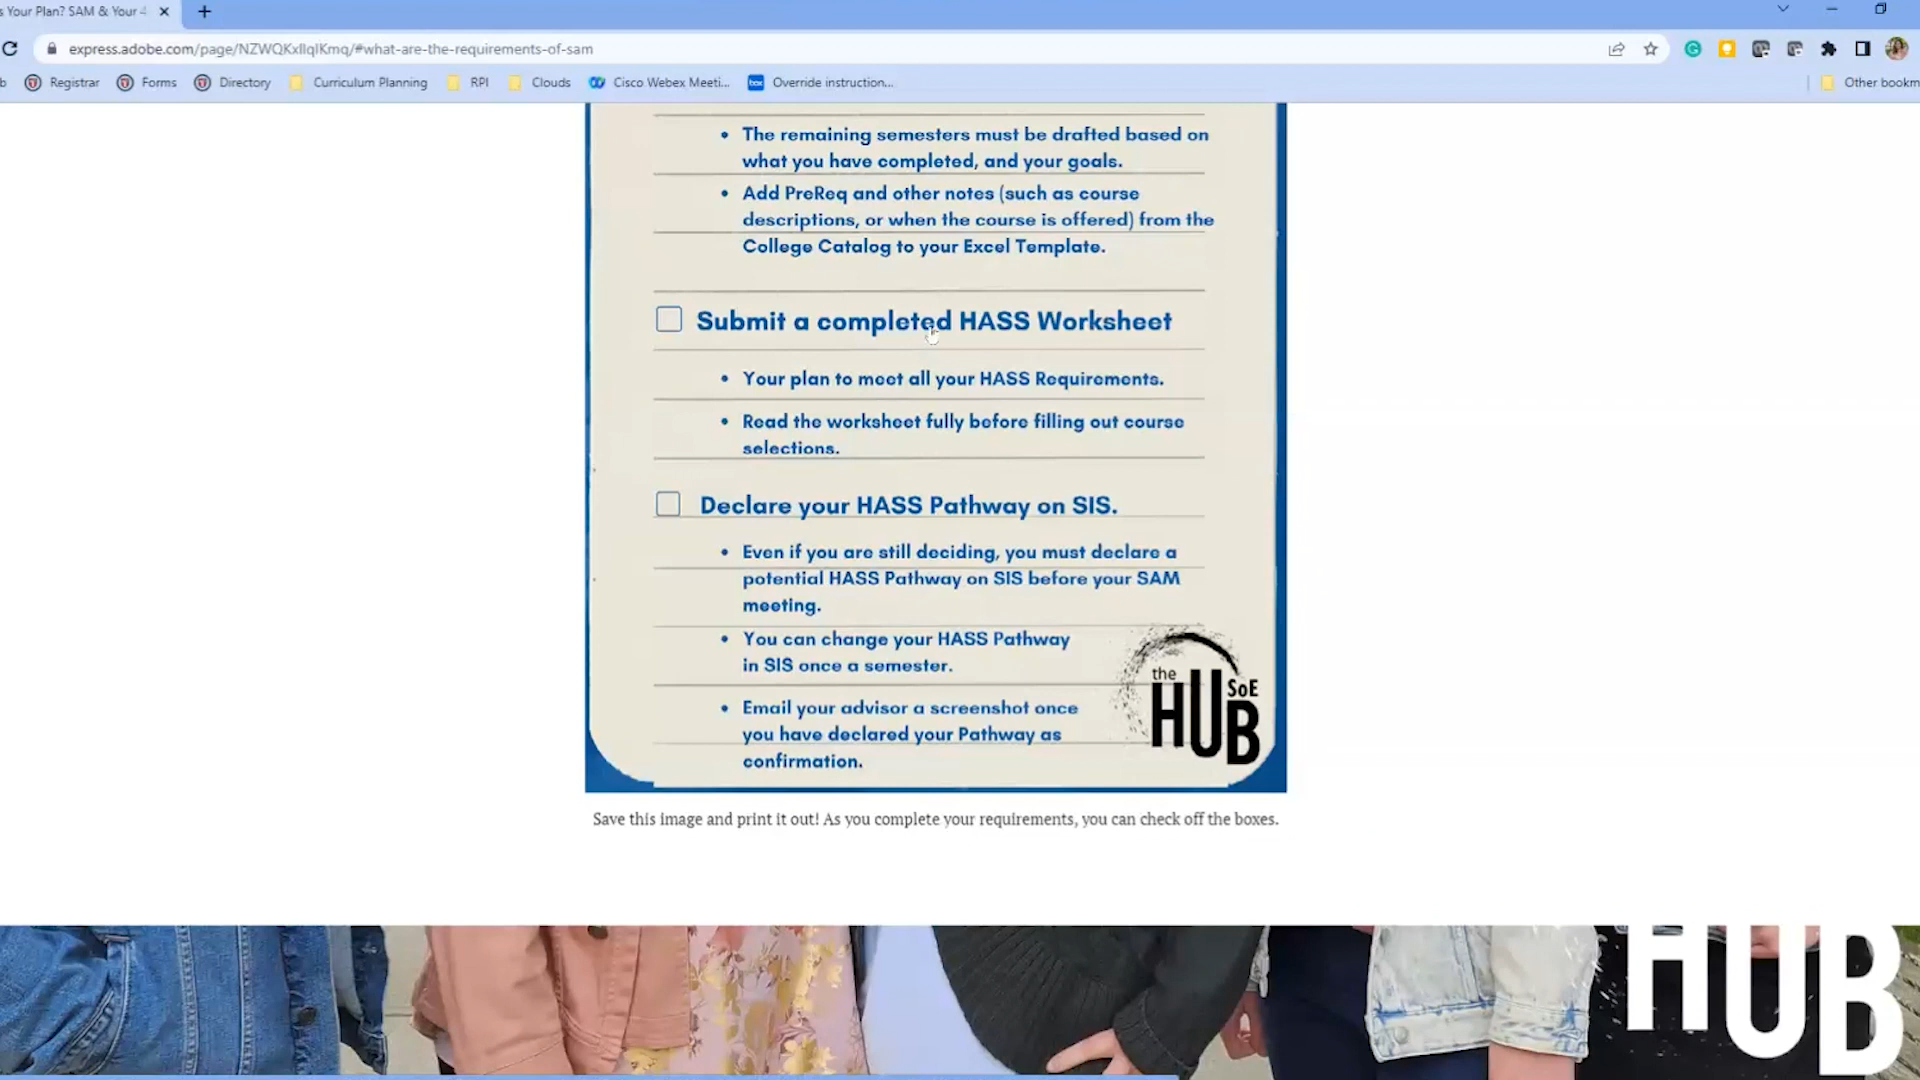 s Your Plan? SAM & Your 4
express.adobe.com/page/NZWQKxIlqlKmq/#what-are-the-requirements-of-sam
b Registrar Forms Directory Curriculum Planning RPI Clouds Cisco Webex Meeti... box Override instruction... Other bookm
• The remaining semesters must be drafted based on
what you have completed, and your goals.
• Add PreReq and other notes (such as course
descriptions, or when the course is offered) from the
College Catalog to your Excel Template.
Submit a completed HASS Worksheet
• Your plan to meet all your HASS Requirements.
• Read the worksheet fully before filling out course
selections.
Declare your HASS Pathway on SIS.
• Even if you are still deciding, you must declare a
potential HASS Pathway on SIS before your SAM
meeting.
• You can change your HASS Pathway
in SIS once a semester.
• Email your advisor a screenshot once
you have declared your Pathway as
confirmation.
the
SoE
HUB
Save this image and print it out! As you complete your requirements, you can check off the boxes.
HUB